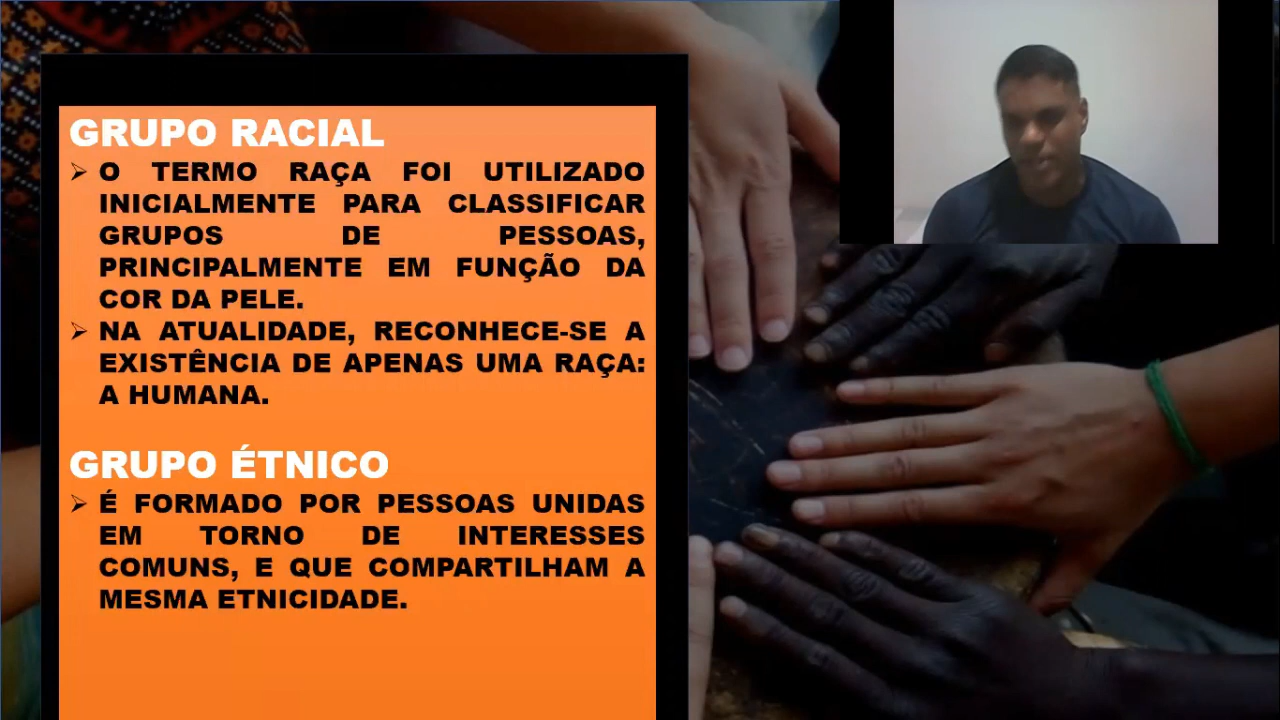 GRUPO RACIAL
➢ O TERMO RAÇA FOI UTILIZADO
INICIALMENTE PARA CLASSIFICAR
GRUPOS DE PESSOAS,
PRINCIPALMENTE EM FUNÇÃO DA
COR DA PELE.
➢ NA ATUALIDADE, RECONHECE-SE A
EXISTÊNCIA DE APENAS UMA RAÇA:
A HUMANA.
GRUPO ÉTNICO
➢ É FORMADO POR PESSOAS UNIDAS
EM TORNO DE INTERESSES
COMUNS, E QUE COMPARTILHAM A
MESMA ETNICIDADE.